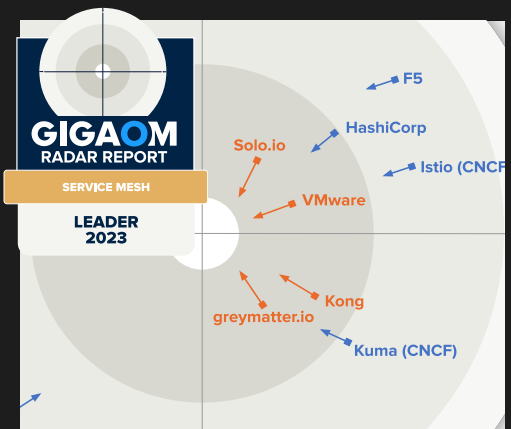 GIGAOM
RADAR REPORT
SERVICE MESH
LEADER
2023
F5
HashiCorp
Solo.io
Istio (CNCF
VMware
Kong
greymatter.io
Kuma (CNCF)